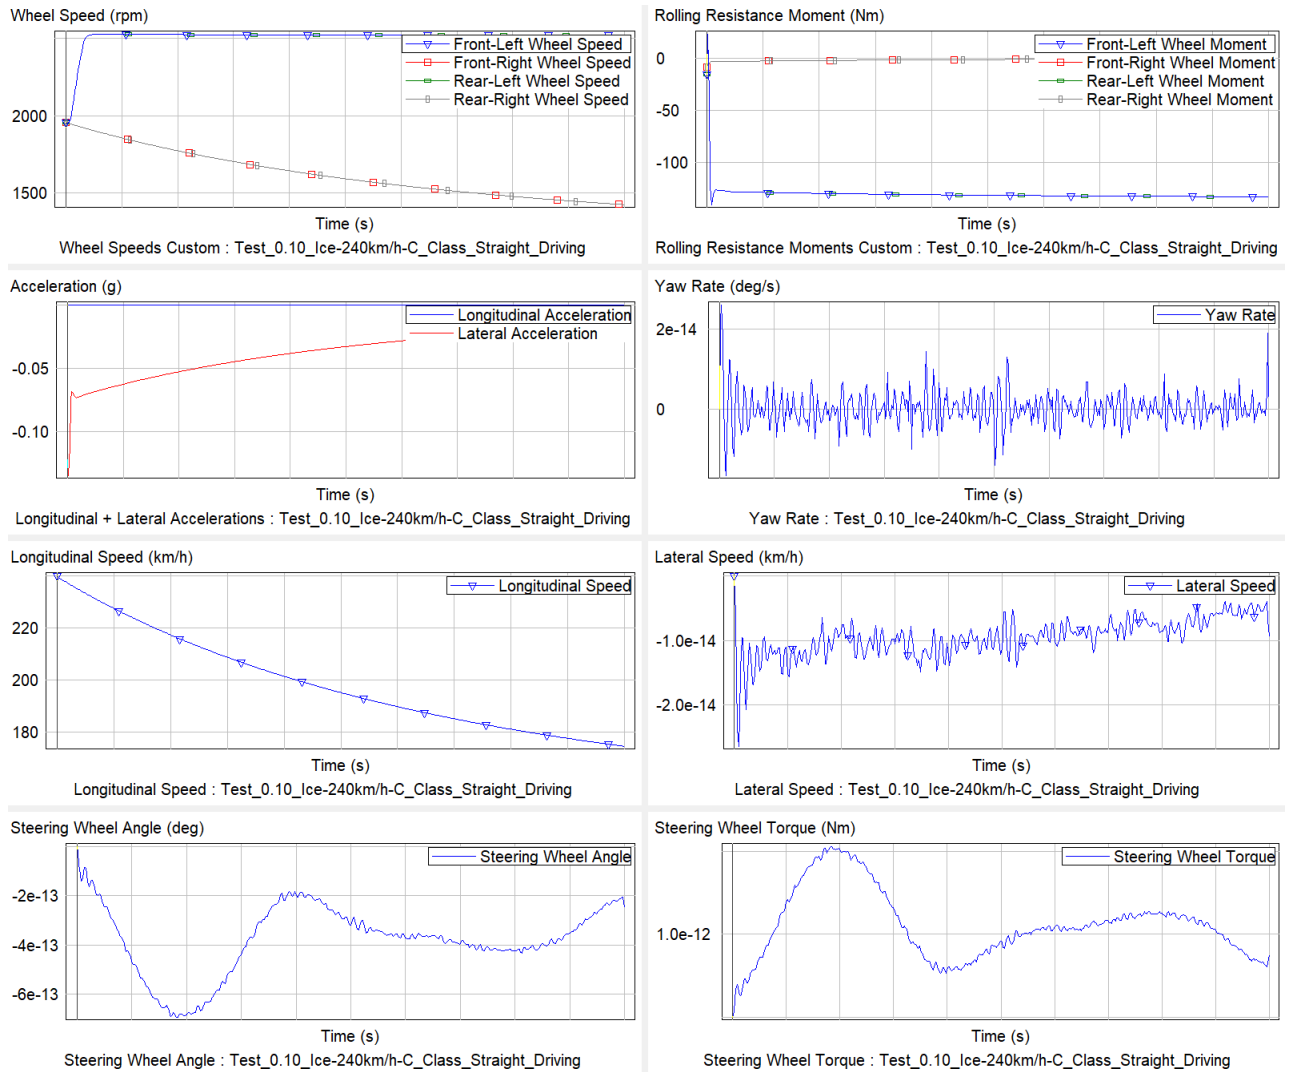 Wheel Speed (rpm)
2000
1500
Front-Left Wheel Speed
Front-Right Wheel Speed
Rear-Left Wheel Speed
Rear-Right Wheel Speed
Time (s)
Wheel Speeds Custom : Test_0.10_Ice-240km/h-C_Class_Straight_Driving
Rolling Resistance Moment (Nm)
0
-50
-100
Front-Left Wheel Moment
Front-Right Wheel Moment
Rear-Left Wheel Moment
Rear-Right Wheel Moment
Time (s)
Rolling Resistance Moments Custom : Test_0.10_Ice-240km/h-C_Class_Straight_Driving
Acceleration (g)
-0.05
-0.10
Longitudinal Acceleration
Lateral Acceleration
Time (s)
Longitudinal + Lateral Accelerations : Test_0.10_Ice-240km/h-C_Class_Straight_Driving
Yaw Rate (deg/s)
2e-14
0
Yaw Rate
Time (s)
Yaw Rate : Test_0.10_Ice-240km/h-C_Class_Straight_Driving
Longitudinal Speed (km/h)
220
200
180
Longitudinal Speed
Time (s)
Longitudinal Speed : Test_0.10_Ice-240km/h-C_Class_Straight_Driving
Lateral Speed (km/h)
-1.0e-14
-2.0e-14
Lateral Speed
Time (s)
Lateral Speed : Test_0.10_Ice-240km/h-C_Class_Straight_Driving
Steering Wheel Angle (deg)
-2e-13
-4e-13
-6e-13
Steering Wheel Angle
Time (s)
Steering Wheel Angle : Test_0.10_Ice-240km/h-C_Class_Straight_Driving
Steering Wheel Torque (Nm)
1.0e-12
Steering Wheel Torque
Time (s)
Steering Wheel Torque : Test_0.10_Ice-240km/h-C_Class_Straight_Driving